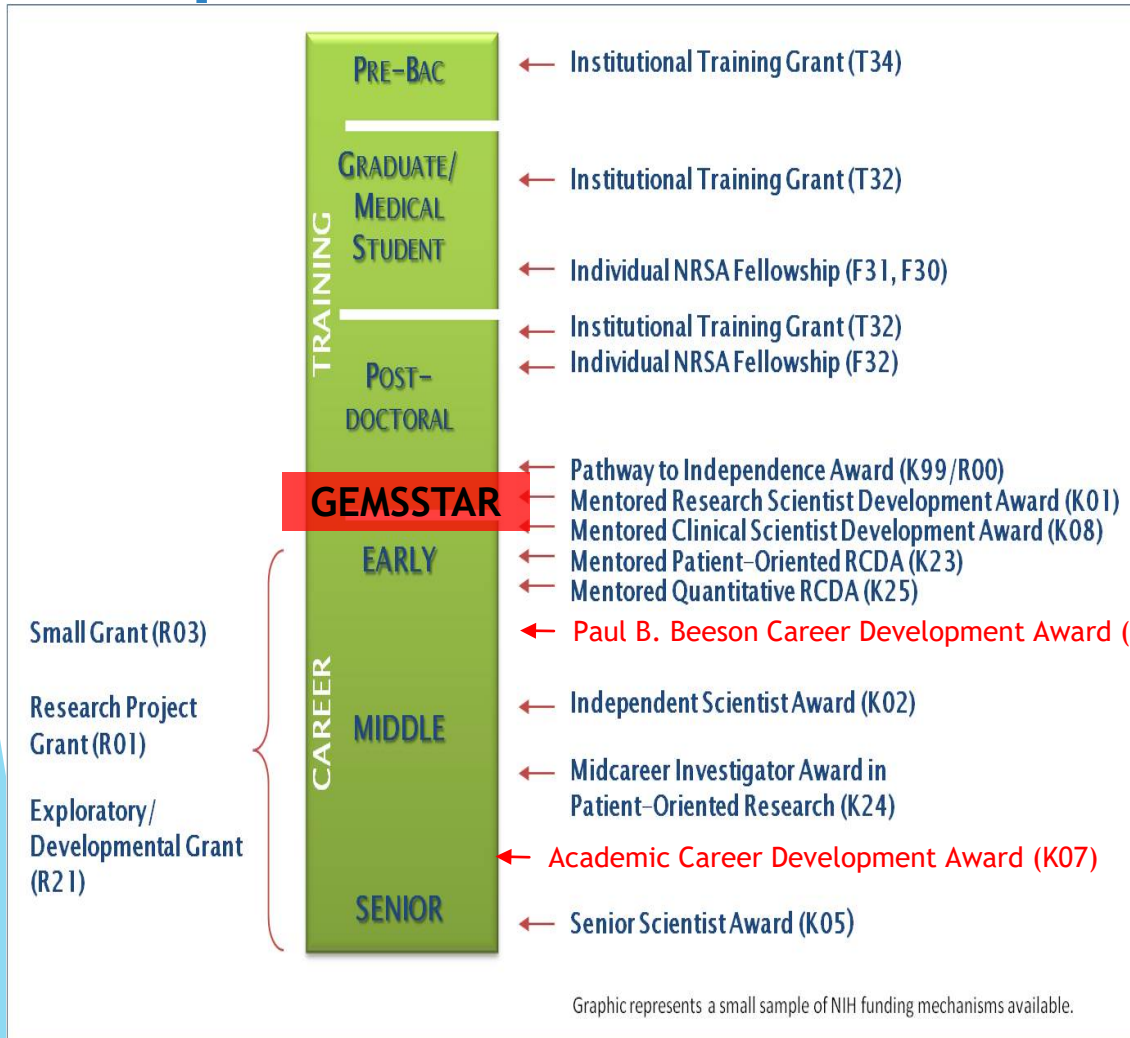 PRE-BAC
Institutional Training Grant (T34)
GRADUATE/
MEDICAL
STUDENT
Institutional Training Grant (T32)
Individual NRSA Fellowship (F31, F30)
TRAINING
Institutional Training Grant (T32)
Individual NRSA Fellowship (F32)
POST-
DOCTORAL
GEMSSTAR
Pathway to Independence Award (K99/R00)
Mentored Research Scientist Development Award (K01)
Mentored Clinical Scientist Development Award (K08)
Mentored Patient-Oriented RCDA (K23)
Mentored Quantitative RCDA (K25)
EARLY
Paul B. Beeson Career Development Award (
Small Grant (R03)
Research Project
Grant (R01)
Exploratory/
Developmental Grant
(R21)
CAREER
MIDDLE
Independent Scientist Award (K02)
Midcareer Investigator Award in
Patient-Oriented Research (K24)
Academic Career Development Award (K07)
SENIOR
Senior Scientist Award (K05)
Graphic represents a small sample of NIH funding mechanisms available.